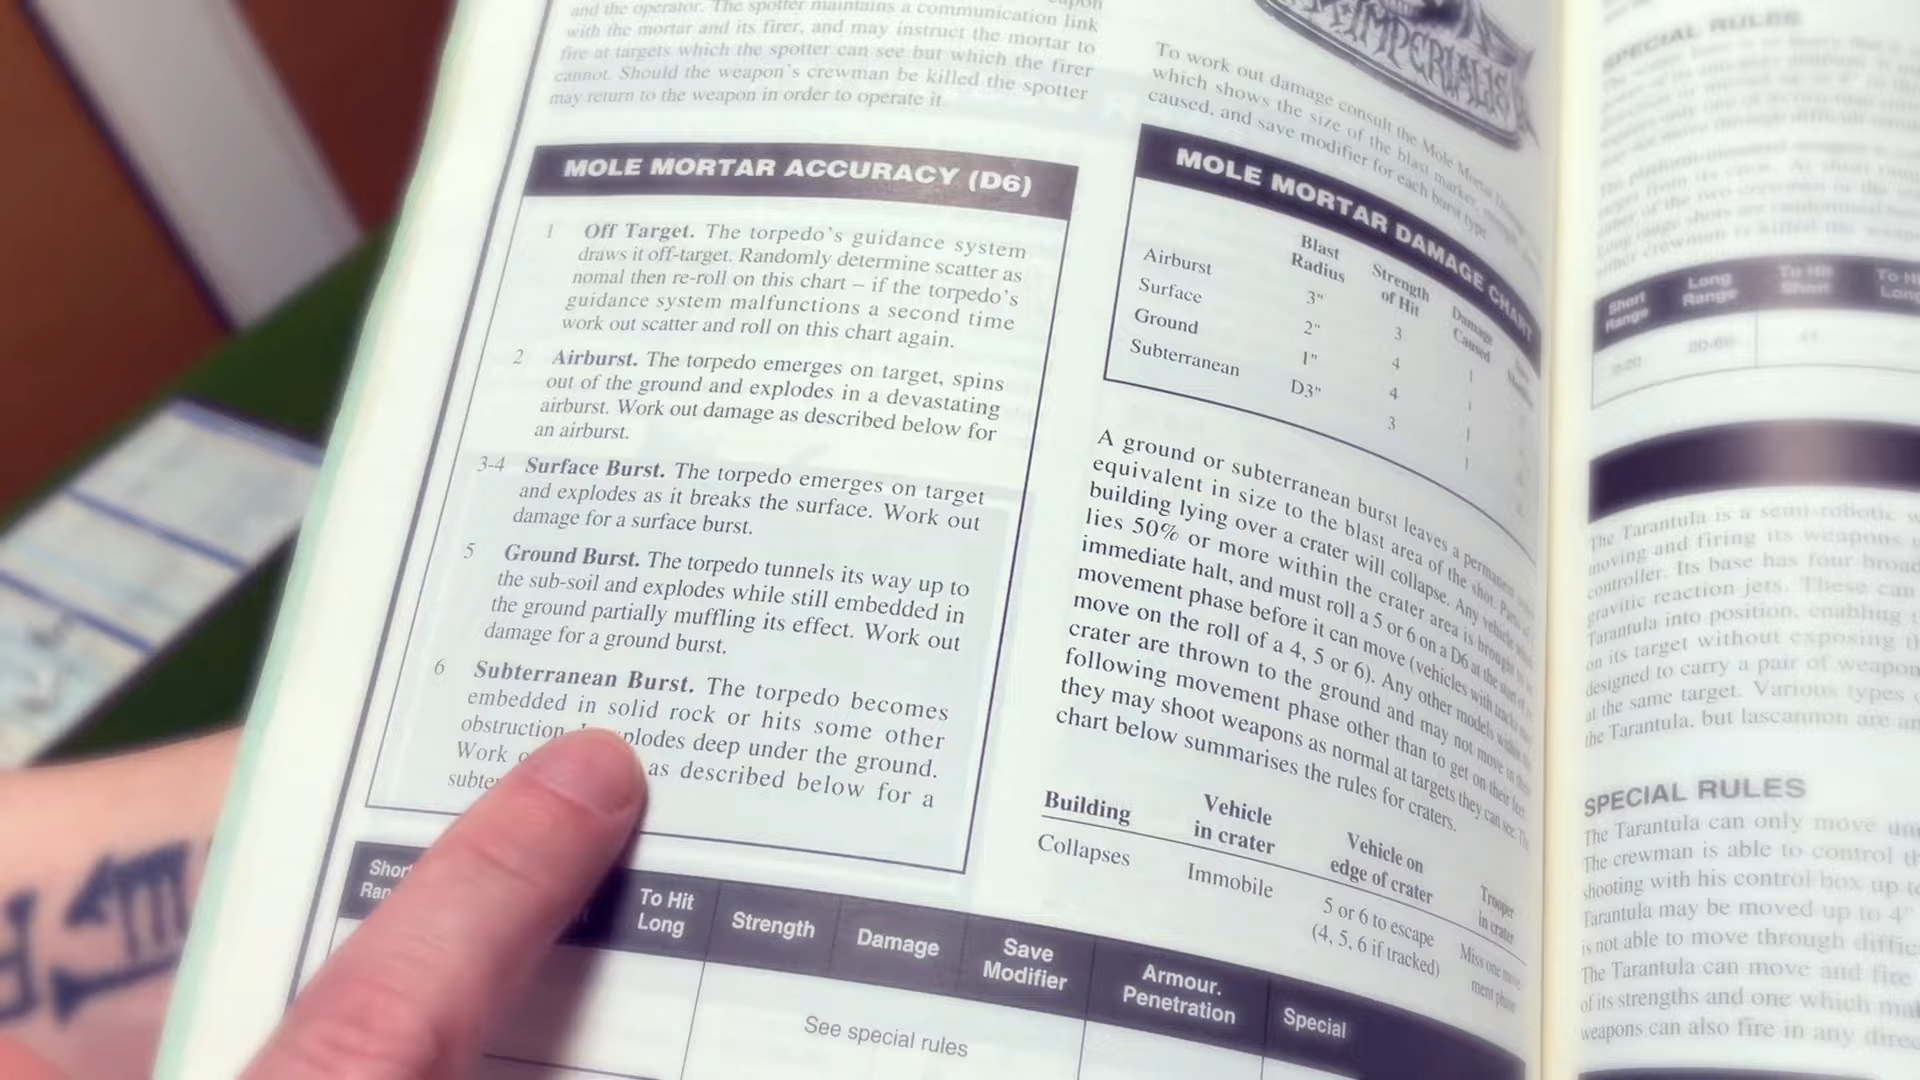 and the operator. The spotter maintains a communication link
with the mortar and its firer, and may instruct the mortar to
fire at targets which the spotter can see but which the firer
cannot. Should the weapon's crewman be killed the spotter
may return to the weapon in order to operate it.
MOLE MORTAR ACCURACY (D6)
1 Off Target. The torpedo's guidance system
draws it off-target. Randomly determine scatter as
nomal then re-roll on this chart – if the torpedo's
guidance system malfunctions a second time
work out scatter and roll on this chart again.
2 Airburst. The torpedo emerges on target, spins
out of the ground and explodes in a devastating
airburst. Work out damage as described below for
an airburst.
3-4 Surface Burst. The torpedo emerges on target
and explodes as it breaks the surface. Work out
damage for a surface burst.
5 Ground Burst. The torpedo tunnels its way up to
the sub-soil and explodes while still embedded in
the ground partially muffling its effect. Work out
damage for a ground burst.
6 Subterranean Burst. The torpedo becomes
embedded in solid rock or hits some other
obstruction plodes deep under the ground.
Work as described below for a
subter
Short
Ran
To Hit
Long
Strength
Damage
Save
Modifier
Armour.
Penetration
Special
See special rules
IMPERIALIS
To work out damage consult the Mole Mortar
which shows the size of the blast marker,
caused, and save modifier for each burst type.
MOLE MORTAR DAMAGE CHART
Blast
Radius
Strength
of Hit
Damage
Caused
Airburst 3" 3 1
Surface 2" 4 1
Ground 1" 4 1
Subterranean D3" 3 1
A ground or subterranean burst leaves a permanent
equivalent in size to the blast area of the shot. Parts of
building lying over a crater will collapse. Any vehicle which
lies 50% or more within the crater area is brought to an
immediate halt, and must roll a 5 or 6 on a D6 at the start of
movement phase before it can move (vehicles with tracks
move on the roll of a 4, 5 or 6). Any other models within the
crater are thrown to the ground and may not move in their
following movement phase other than to get on their feet
they may shoot weapons as normal at targets they can see. The
chart below summarises the rules for craters.
Building
Vehicle
in crater
Vehicle on
edge of crater
Trooper
in crater
Collapses
Immobile
5 or 6 to escape
(4, 5, 6 if tracked)
Miss one move
ment phase
SPECIAL RULES
Short
Range
Long
Range
To Hit
Short
To Hit
Long
0-20
The Tarantula is a semi-robotic
moving and firing its weapons
controller. Its base has four broad
gravitic reaction jets. These can
Tarantula into position, enabling
on its target without exposing
designed to carry a pair of weapon
at the same target. Various types
the Tarantula, but lascannon are
SPECIAL RULES
The Tarantula can only move
The crewman is able to control
shooting with his control box up
Tarantula may be moved up to 4"
is not able to move through
The Tarantula can move and fire
of its strengths and one which
weapons can also fire in any